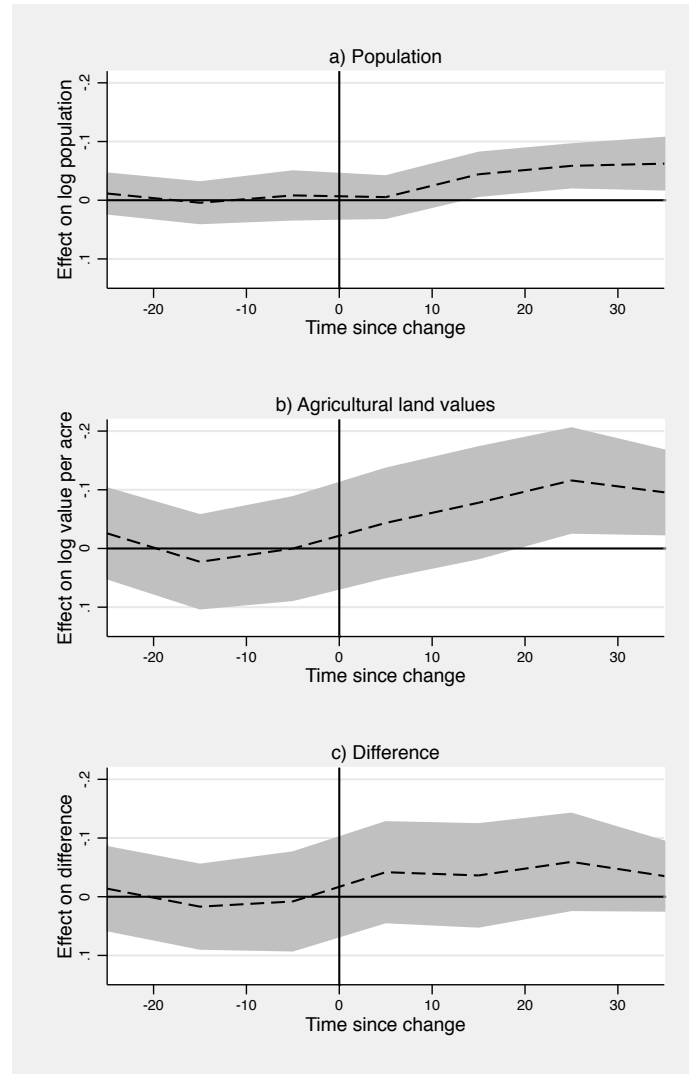 a) Population
Effect on log population
-.2
-.1
0
.1
-20 -10 0 10 20 30
Time since change
b) Agricultural land values
Effect on log value per acre
-.2
-.1
0
.1
-20 -10 0 10 20 30
Time since change
c) Difference
Effect on difference
-.2
-.1
0
.1
-20 -10 0 10 20 30
Time since change